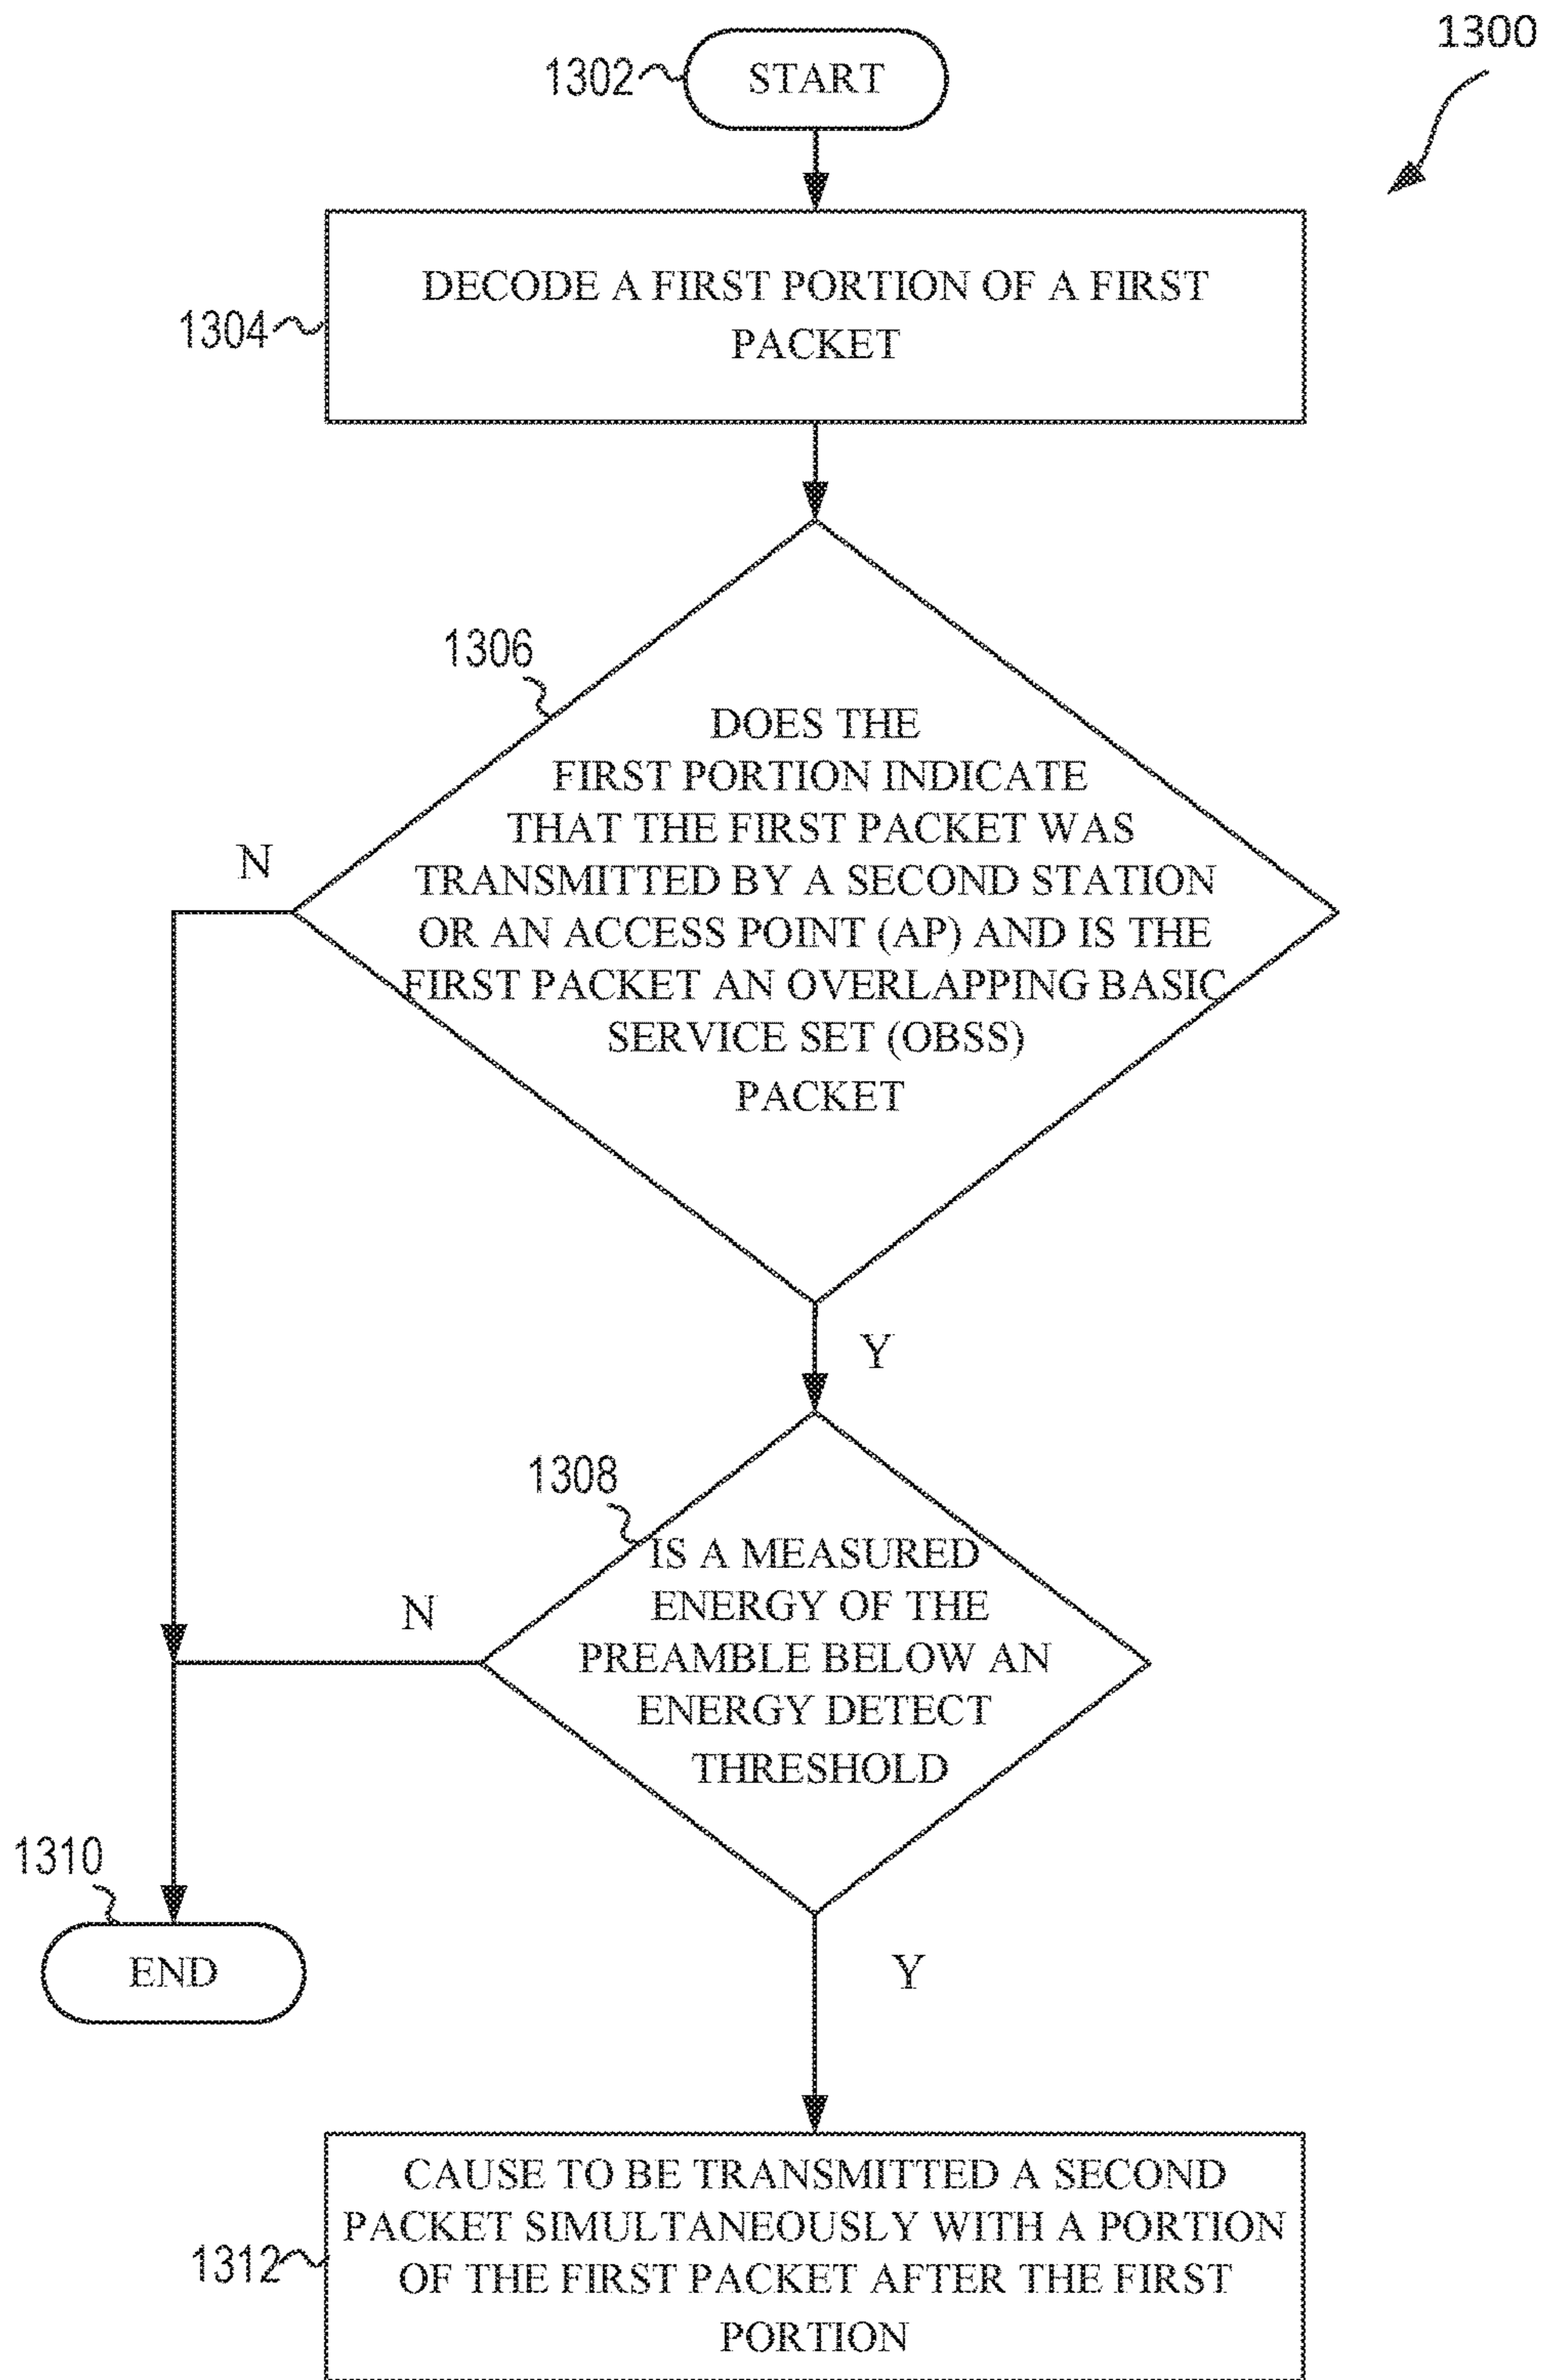 1300
1302
START
1304
DECODE A FIRST PORTION OF A FIRST
PACKET
1306
DOES THE
FIRST PORTION INDICATE
THAT THE FIRST PACKET WAS
TRANSMITTED BY A SECOND STATION
OR AN ACCESS POINT (AP) AND IS THE
FIRST PACKET AN OVERLAPPING BASIC
SERVICE SET (OBSS)
PACKET
N
Y
1308
IS A MEASURED
ENERGY OF THE
PREAMBLE BELOW AN
ENERGY DETECT
THRESHOLD
N
1310
END
Y
1312
CAUSE TO BE TRANSMITTED A SECOND
PACKET SIMULTANEOUSLY WITH A PORTION
OF THE FIRST PACKET AFTER THE FIRST
PORTION